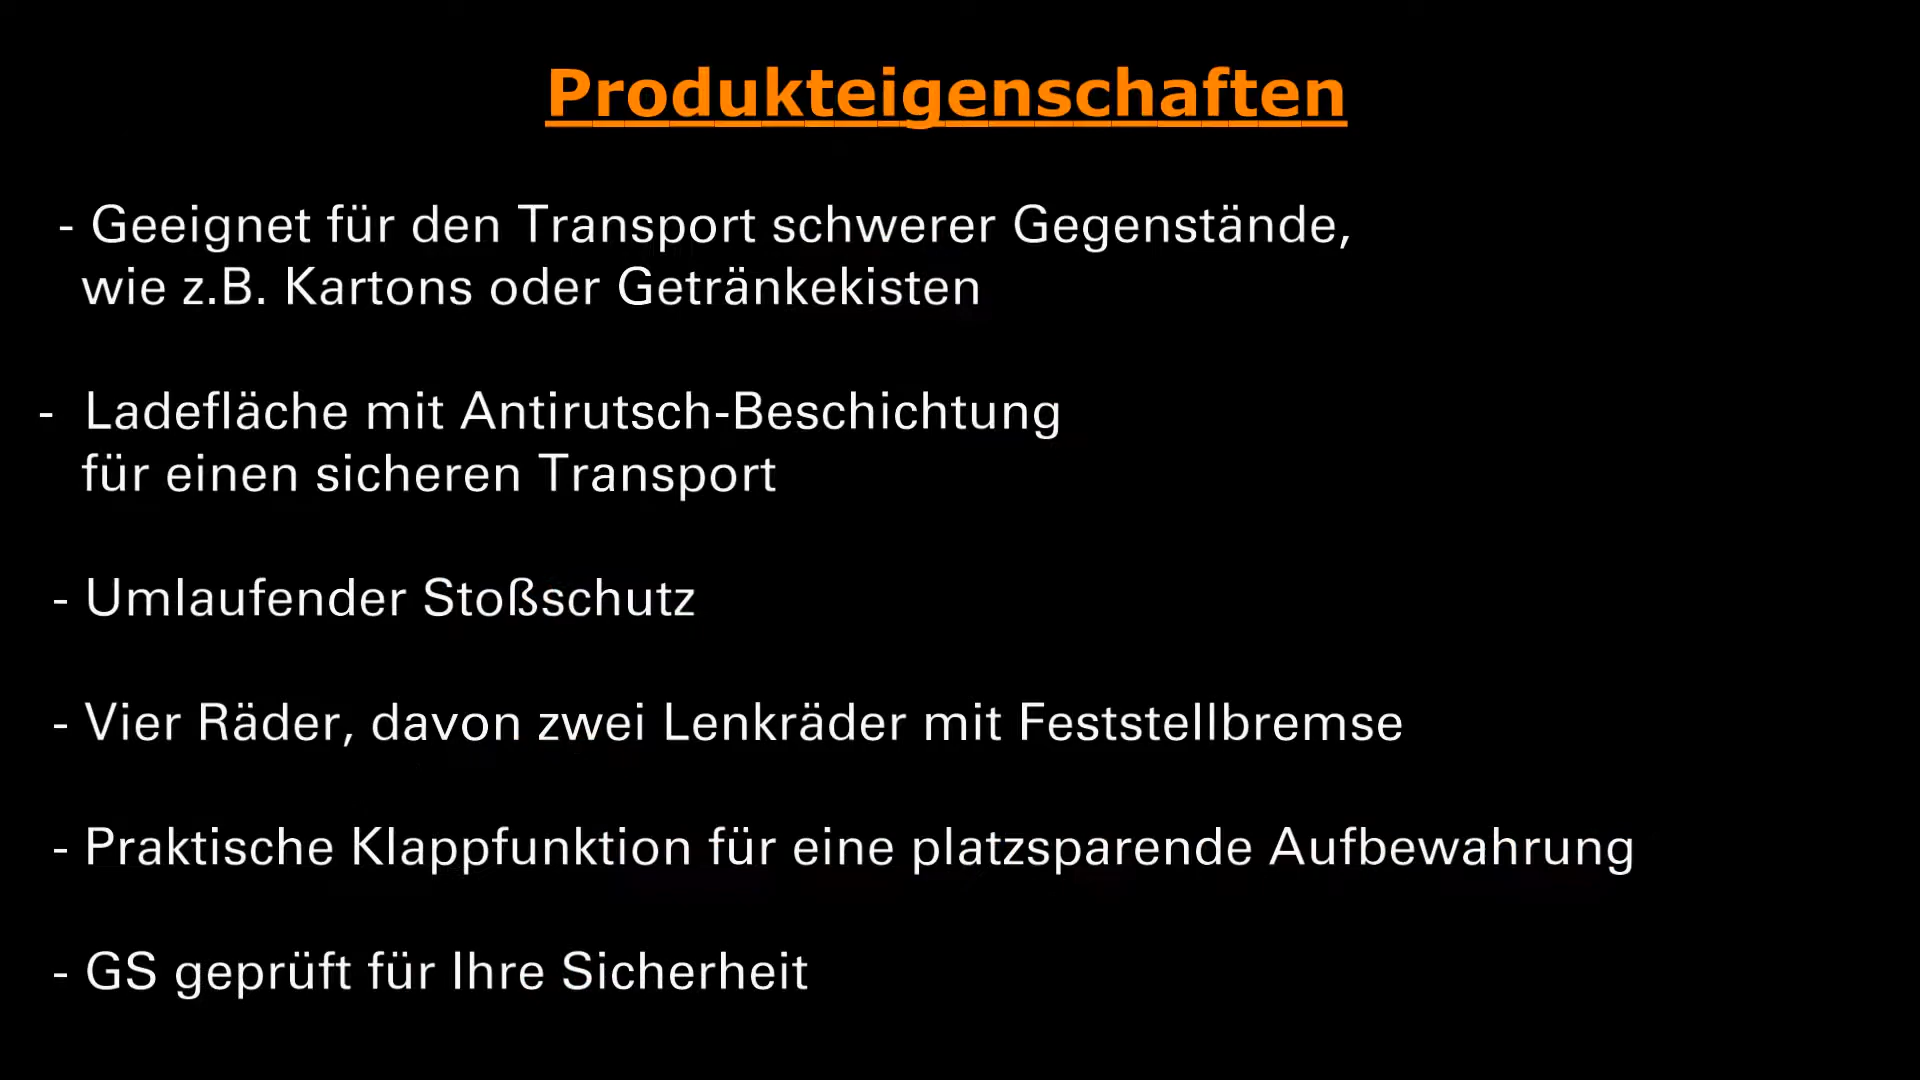 Produkteigenschaften
- Geeignet für den Transport schwerer Gegenstände,
wie z.B. Kartons oder Getränkekisten
- Ladefläche mit Antirutsch-Beschichtung
für einen sicheren Transport
- Umlaufender Stoßschutz
- Vier Räder, davon zwei Lenkräder mit Feststellbremse
- Praktische Klappfunktion für eine platzsparende Aufbewahrung
- GS geprüft für Ihre Sicherheit